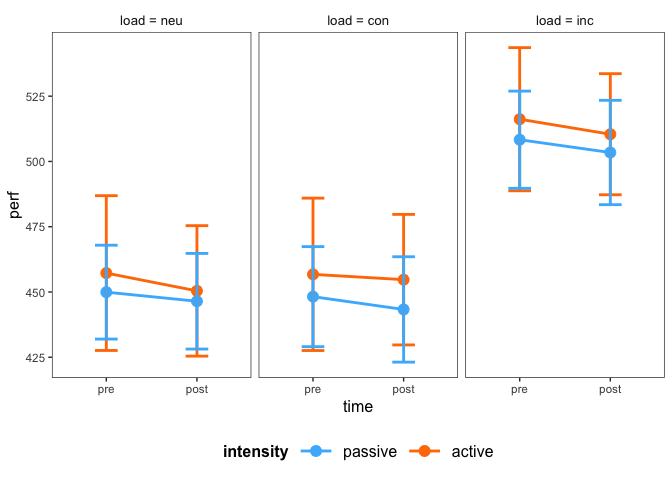 load = neu load = con load = inc
525
500
475
450
425
perf
pre post pre post pre post
time
intensity passive active